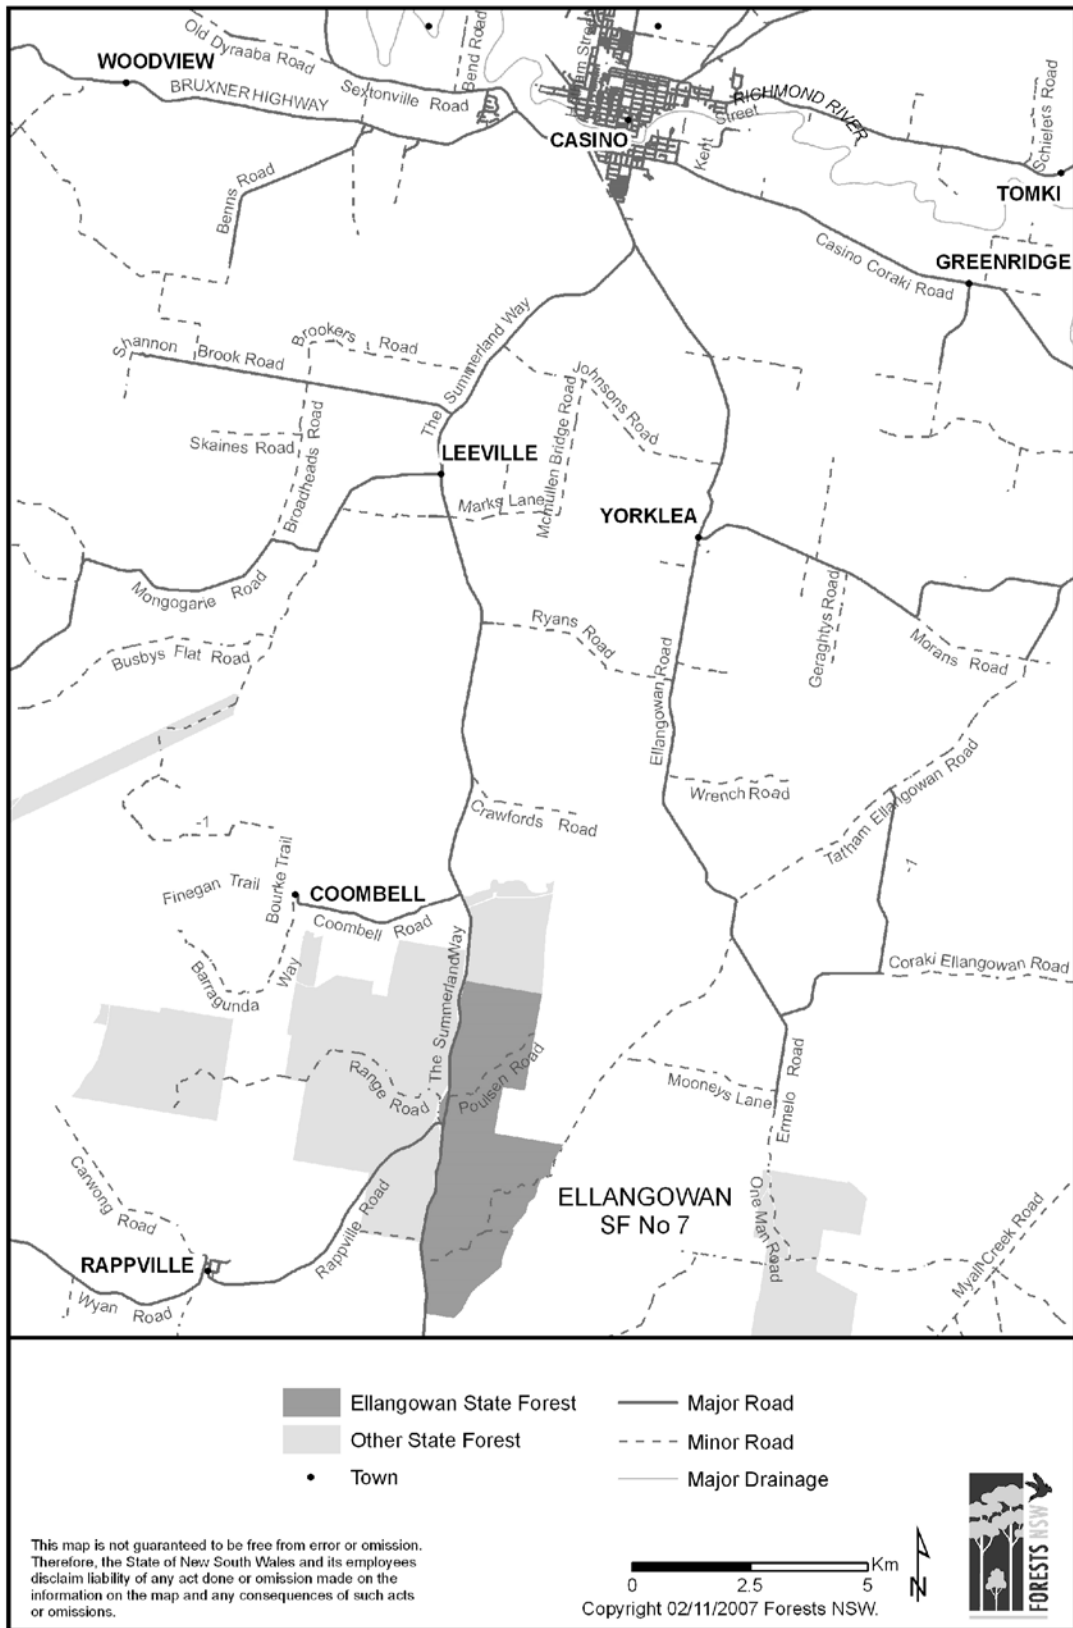 Old Dyraaba Road
Bend Road
WOODVIEW
BRUXNER HIGHWAY
Sextonville Road
am Street
RICHMOND RIVER
Street
Kent
CASINO
Schielers Road
TOMKI
Benns Road
Casino Coraki Road
GREENRIDGE
The Summerland Way
Shannon Brook Road
Brookers Road
Johnsons Road
Skaines Road
Broadheads Road
LEEVILLE
Mcmullen Bridge Road
Marks Lane
YORKLEA
Mongogarie Road
Ryans Road
Geraghtys Road
Morans Road
Busbys Flat Road
Ellangowan Road
Wrench Road
Tatham Ellangowan Road
Crawfords Road
-1
-1
Finegan Trail
Bourke Trail
COOMBELL
Coombell Road
Barragunda Way
Coraki Ellangowan Road
The Summerland Way
Range Road
Poulsen Road
Mooneys Lane
Ermelo Road
Carwong Road
Rappville Road
ELLANGOWAN
SF No 7
One Man Road
Myall Creek Road
RAPPVILLE
Wyan Road
Ellangowan State Forest
Major Road
Other State Forest
Minor Road
Town
Major Drainage
This map is not guaranteed to be free from error or omission.
Therefore, the State of New South Wales and its employees
disclaim liability of any act done or omission made on the
information on the map and any consequences of such acts
or omissions.
Km
0 2.5 5
N
Copyright 02/11/2007 Forests NSW.
FORESTS NSW